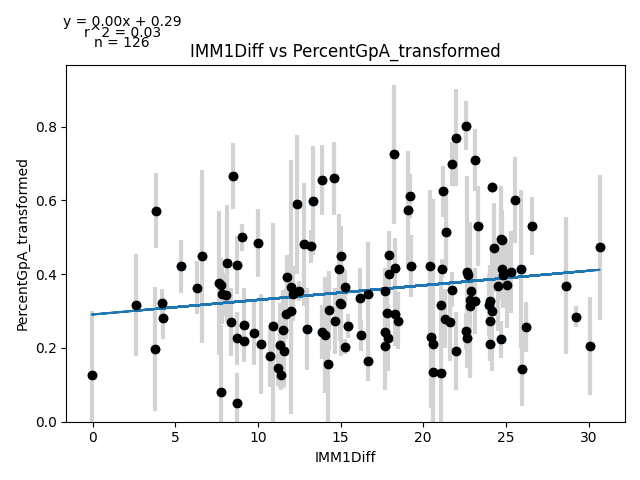 y = 0.00x + 0.29
r^2 = 0.03
n = 126
IMM1Diff vs PercentGpA_transformed
PercentGpA_transformed
0.8
0.6
0.4
0.2
0.0
0 5 10 15 20 25 30
IMM1Diff